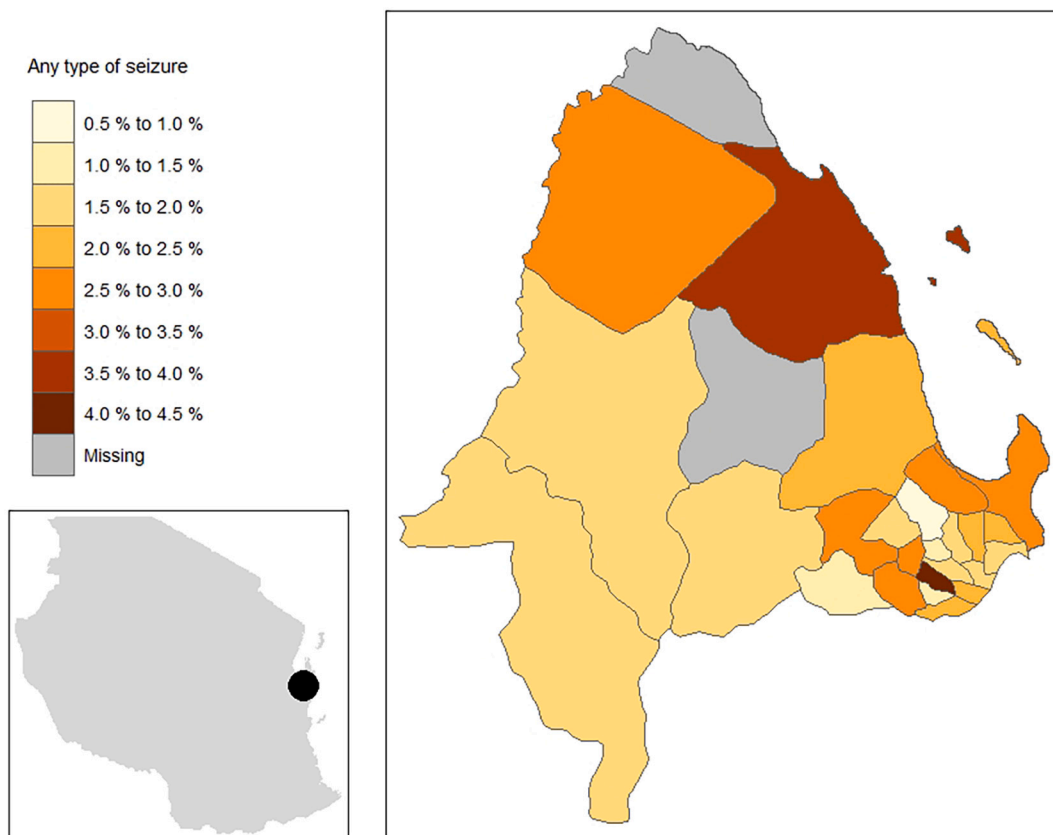 Any type of seizure
0.5 % to 1.0 %
1.0 % to 1.5 %
1.5 % to 2.0 %
2.0 % to 2.5 %
2.5 % to 3.0 %
3.0 % to 3.5 %
3.5 % to 4.0 %
4.0 % to 4.5 %
Missing